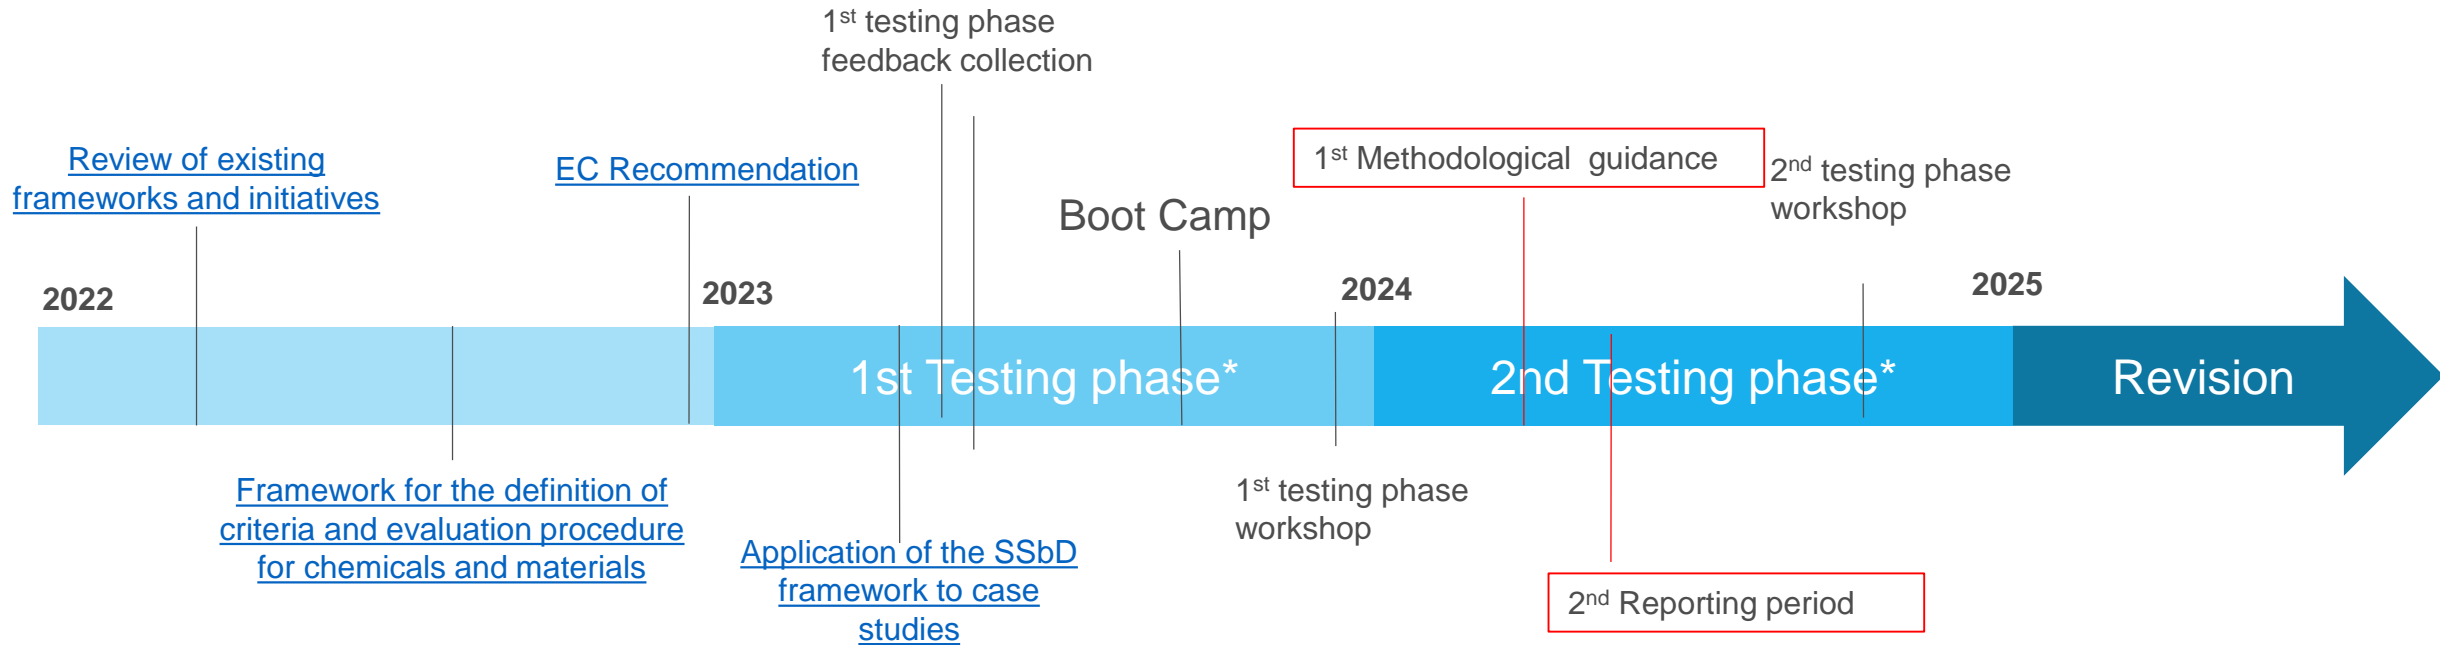 1st testing phase
feedback collection
Review of existing
frameworks and initiatives
EC Recommendation
1st Methodological guidance
2nd testing phase
workshop
Boot Camp
2022
2023
2024
2025
1st Testing phase*
2nd Testing phase*
Revision
Framework for the definition of
criteria and evaluation procedure
for chemicals and materials
Application of the SSbD
framework to case
studies
1st testing phase
workshop
2nd Reporting period